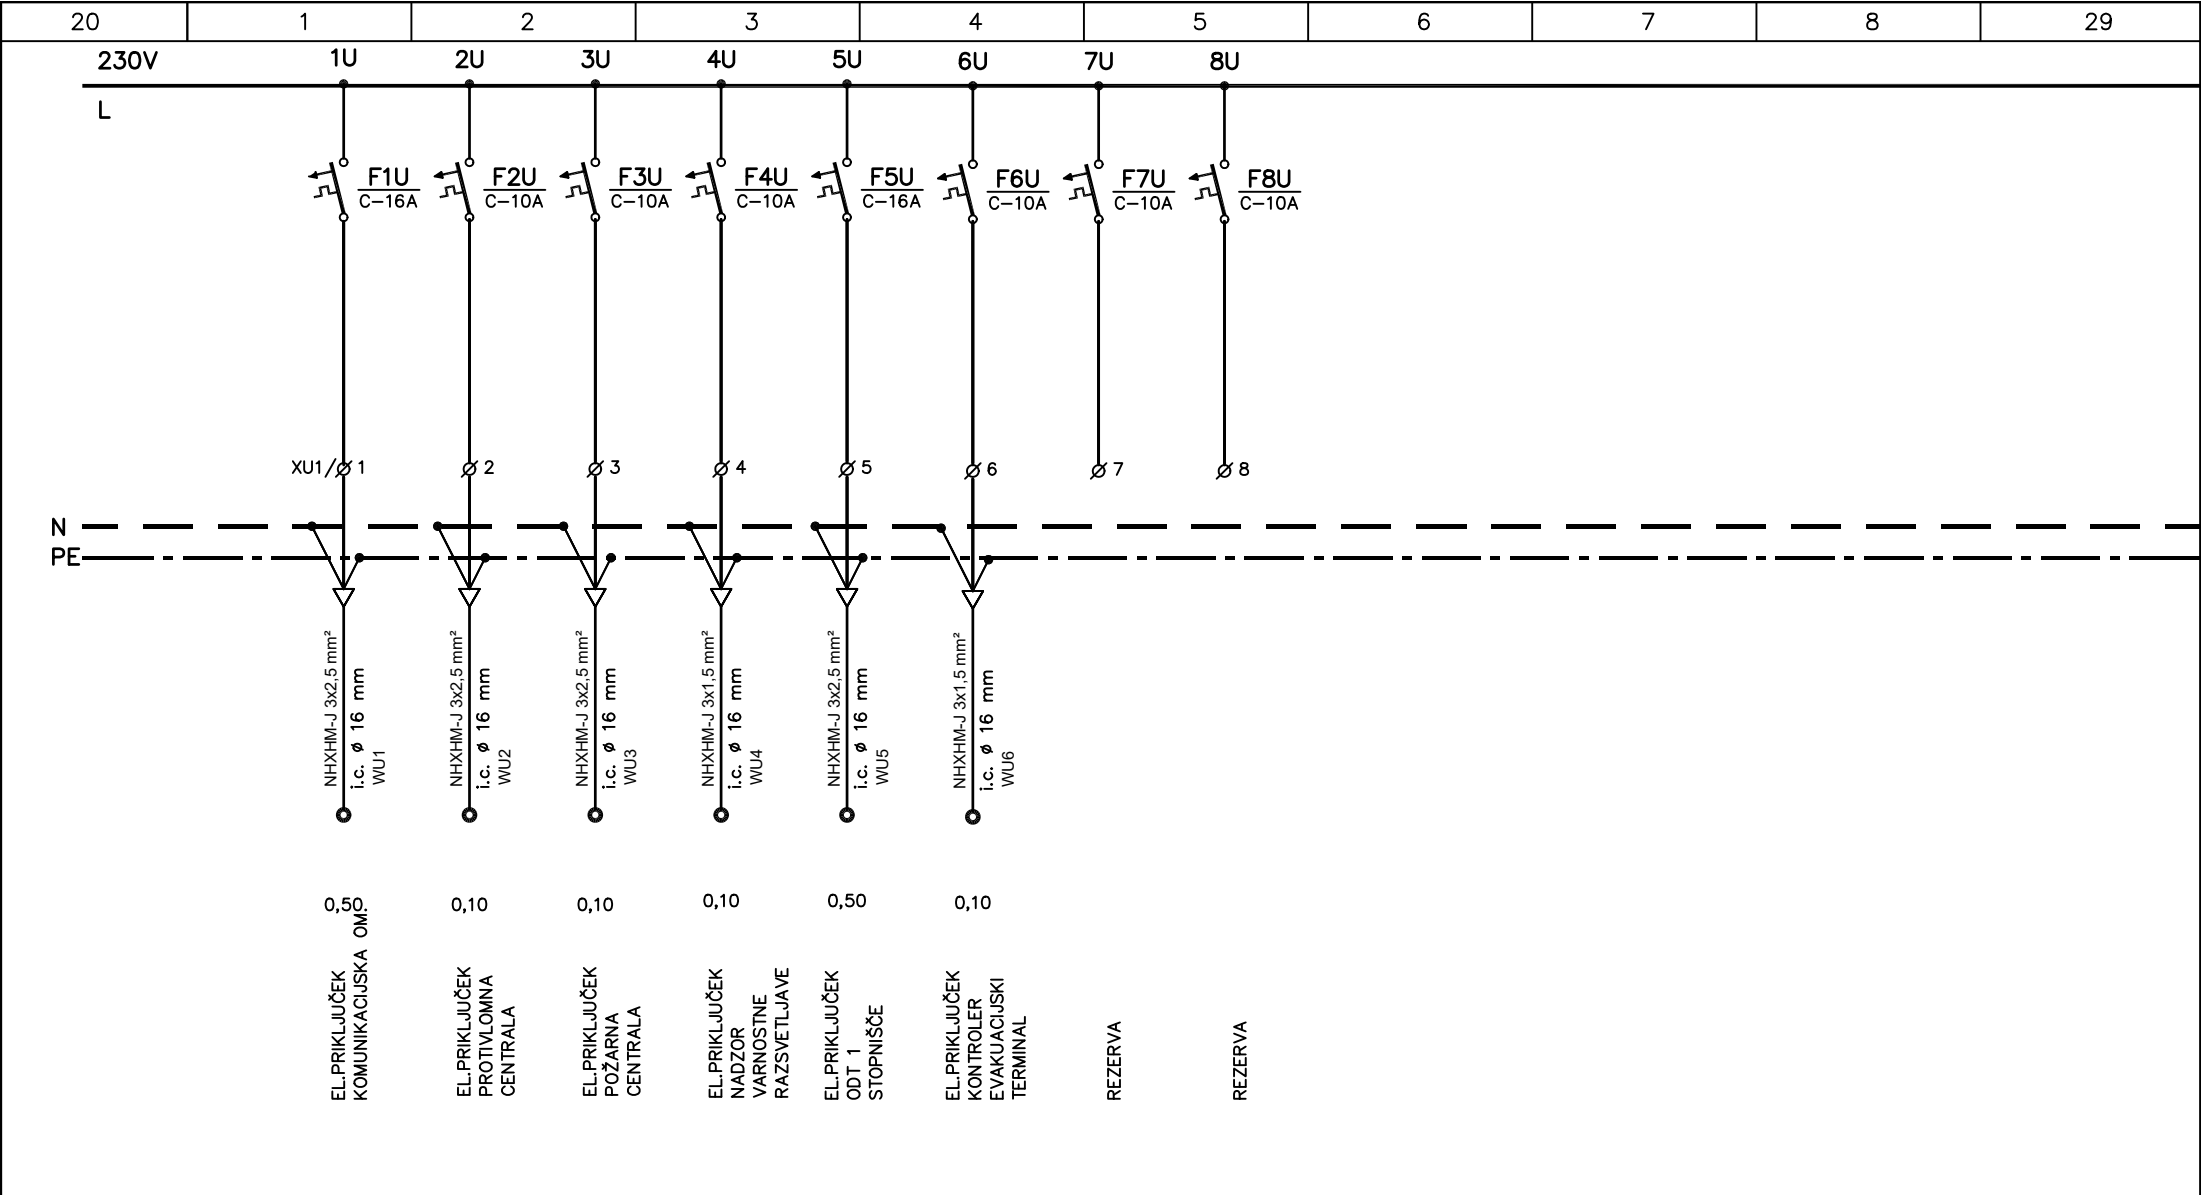 20 1 2 3 4 5 6 7 8 29
230V 1U 2U 3U 4U 5U 6U 7U 8U
L
F1U F2U F3U F4U F5U F6U F7U F8U
C-16A C-10A C-10A C-10A C-16A C-10A C-10A C-10A
XU1/ 1 2 3 4 5 6 7 8
N
PE
NHXHM-J 3x2,5 mm²
i.c. ø 16 mm
WU1
NHXHM-J 3x2,5 mm²
i.c. ø 16 mm
WU2
NHXHM-J 3x2,5 mm²
i.c. ø 16 mm
WU3
NHXHM-J 3x1,5 mm²
i.c. ø 16 mm
WU4
NHXHM-J 3x2,5 mm²
i.c. ø 16 mm
WU5
NHXHM-J 3x1,5 mm²
i.c. ø 16 mm
WU6
0,50 0,10 0,10 0,10 0,50 0,10
EL.PRIKLJUČEK
KOMUNIKACIJSKA OM.
EL.PRIKLJUČEK
PROTIVLOMNA
CENTRALA
EL.PRIKLJUČEK
POŽARNA
CENTRALA
EL.PRIKLJUČEK
NADZOR
VARNOSTNE
RAZSVETLJAVE
EL.PRIKLJUČEK
ODT 1
STOPNIŠČE
EL.PRIKLJUČEK
KONTROLER
EVAKUACIJSKI
TERMINAL
REZERVA
REZERVA